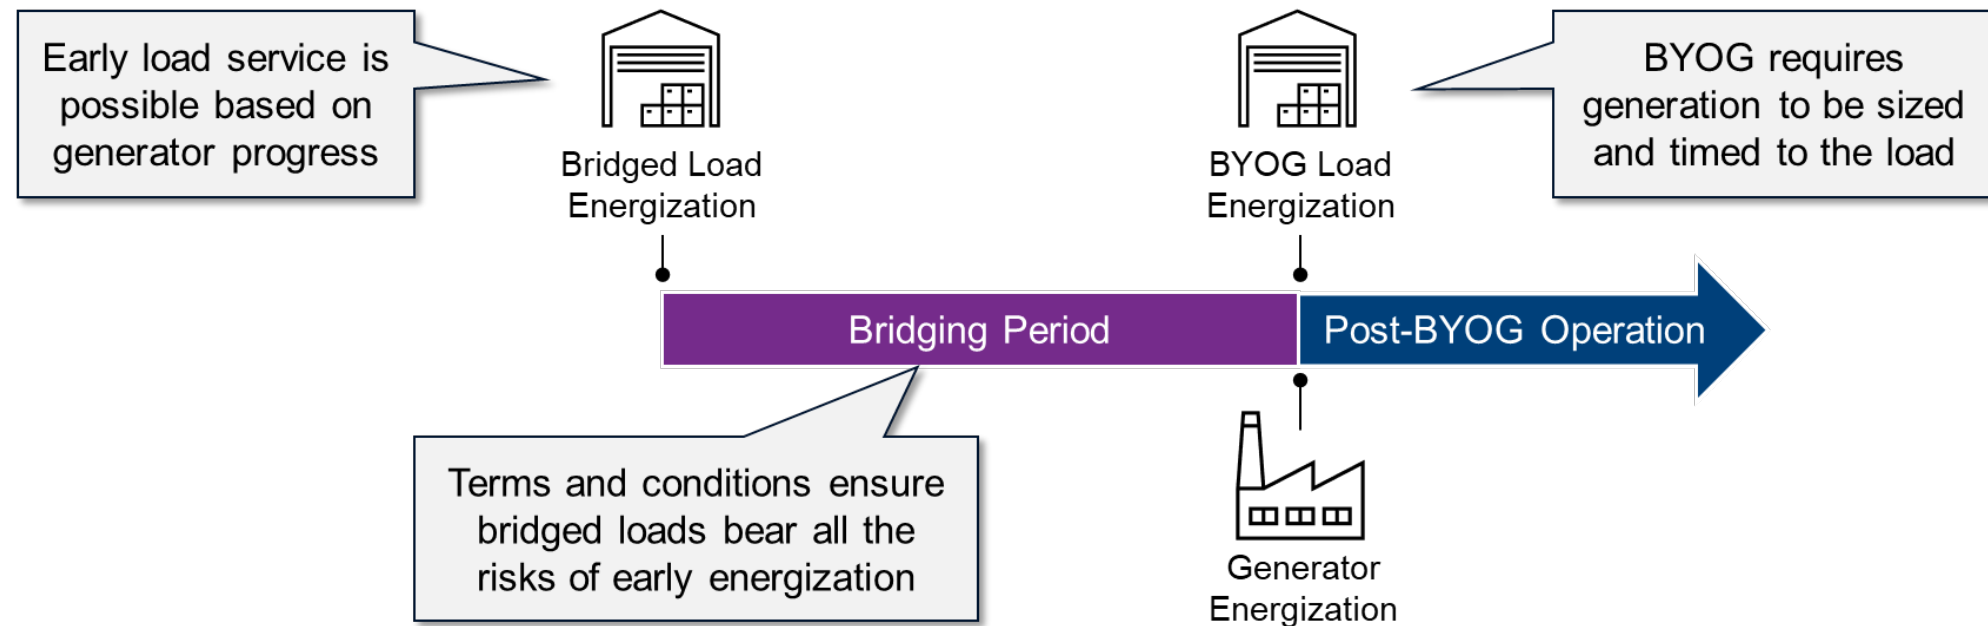 Early load service is
possible based on
generator progress
Bridged Load
Energization
BYOG Load
Energization
BYOG requires
generation to be sized
and timed to the load
Bridging Period
Post-BYOG Operation
Terms and conditions ensure
bridged loads bear all the
risks of early energization
Generator
Energization